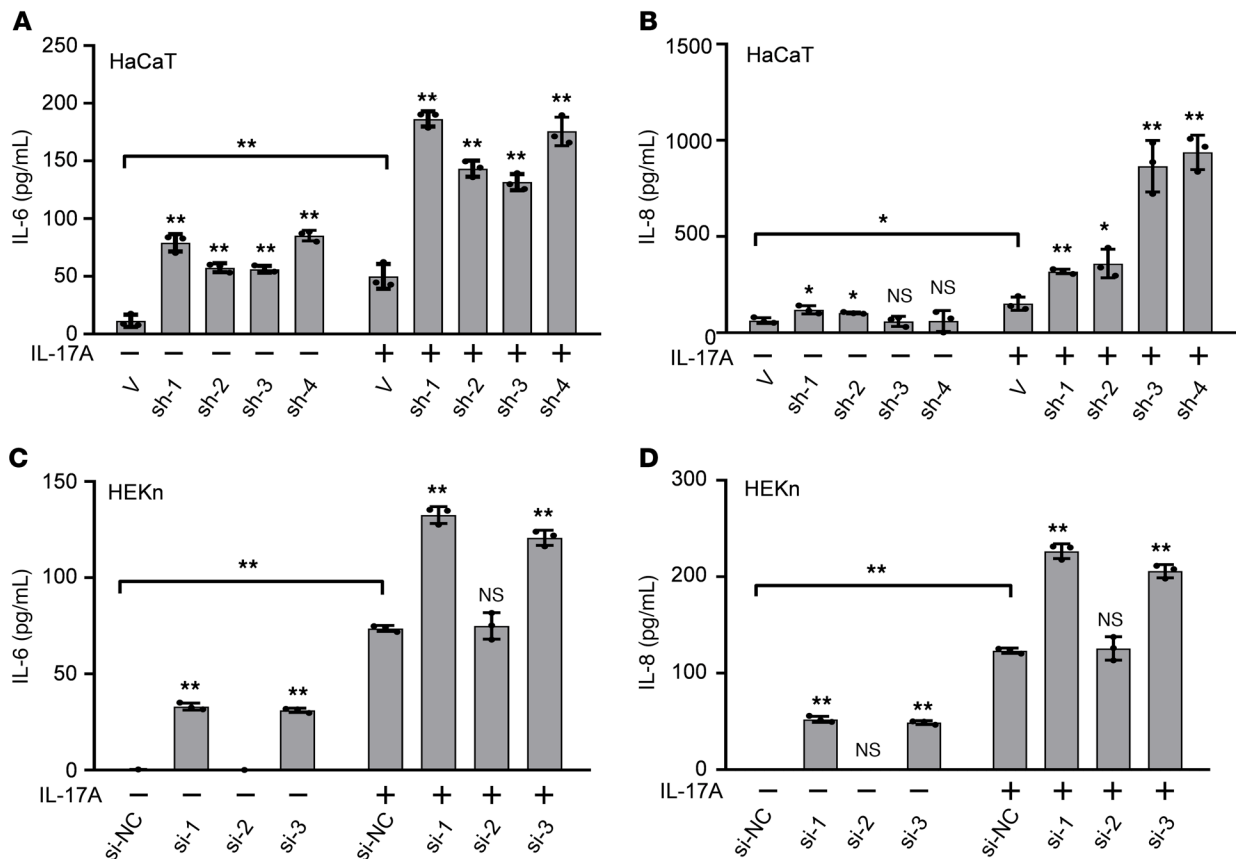 A
HaCaT
IL-6 (pg/mL)
250
200
150
100
50
0
**
**
**
**
**
**
**
**
**
IL-17A
− − − − − + + + + +
V sh-1 sh-2 sh-3 sh-4 V sh-1 sh-2 sh-3 sh-4
B
HaCaT
IL-8 (pg/mL)
1500
1000
500
0
*
*
NS
NS
*
**
*
**
**
IL-17A
− − − − − + + + + +
V sh-1 sh-2 sh-3 sh-4 V sh-1 sh-2 sh-3 sh-4
C
HEKn
IL-6 (pg/mL)
150
100
50
0
**
**
**
**
NS
**
IL-17A
− − − − + + + +
si-NC si-1 si-2 si-3 si-NC si-1 si-2 si-3
D
HEKn
IL-8 (pg/mL)
300
200
100
0
**
NS
**
**
**
NS
**
IL-17A
− − − − + + + +
si-NC si-1 si-2 si-3 si-NC si-1 si-2 si-3